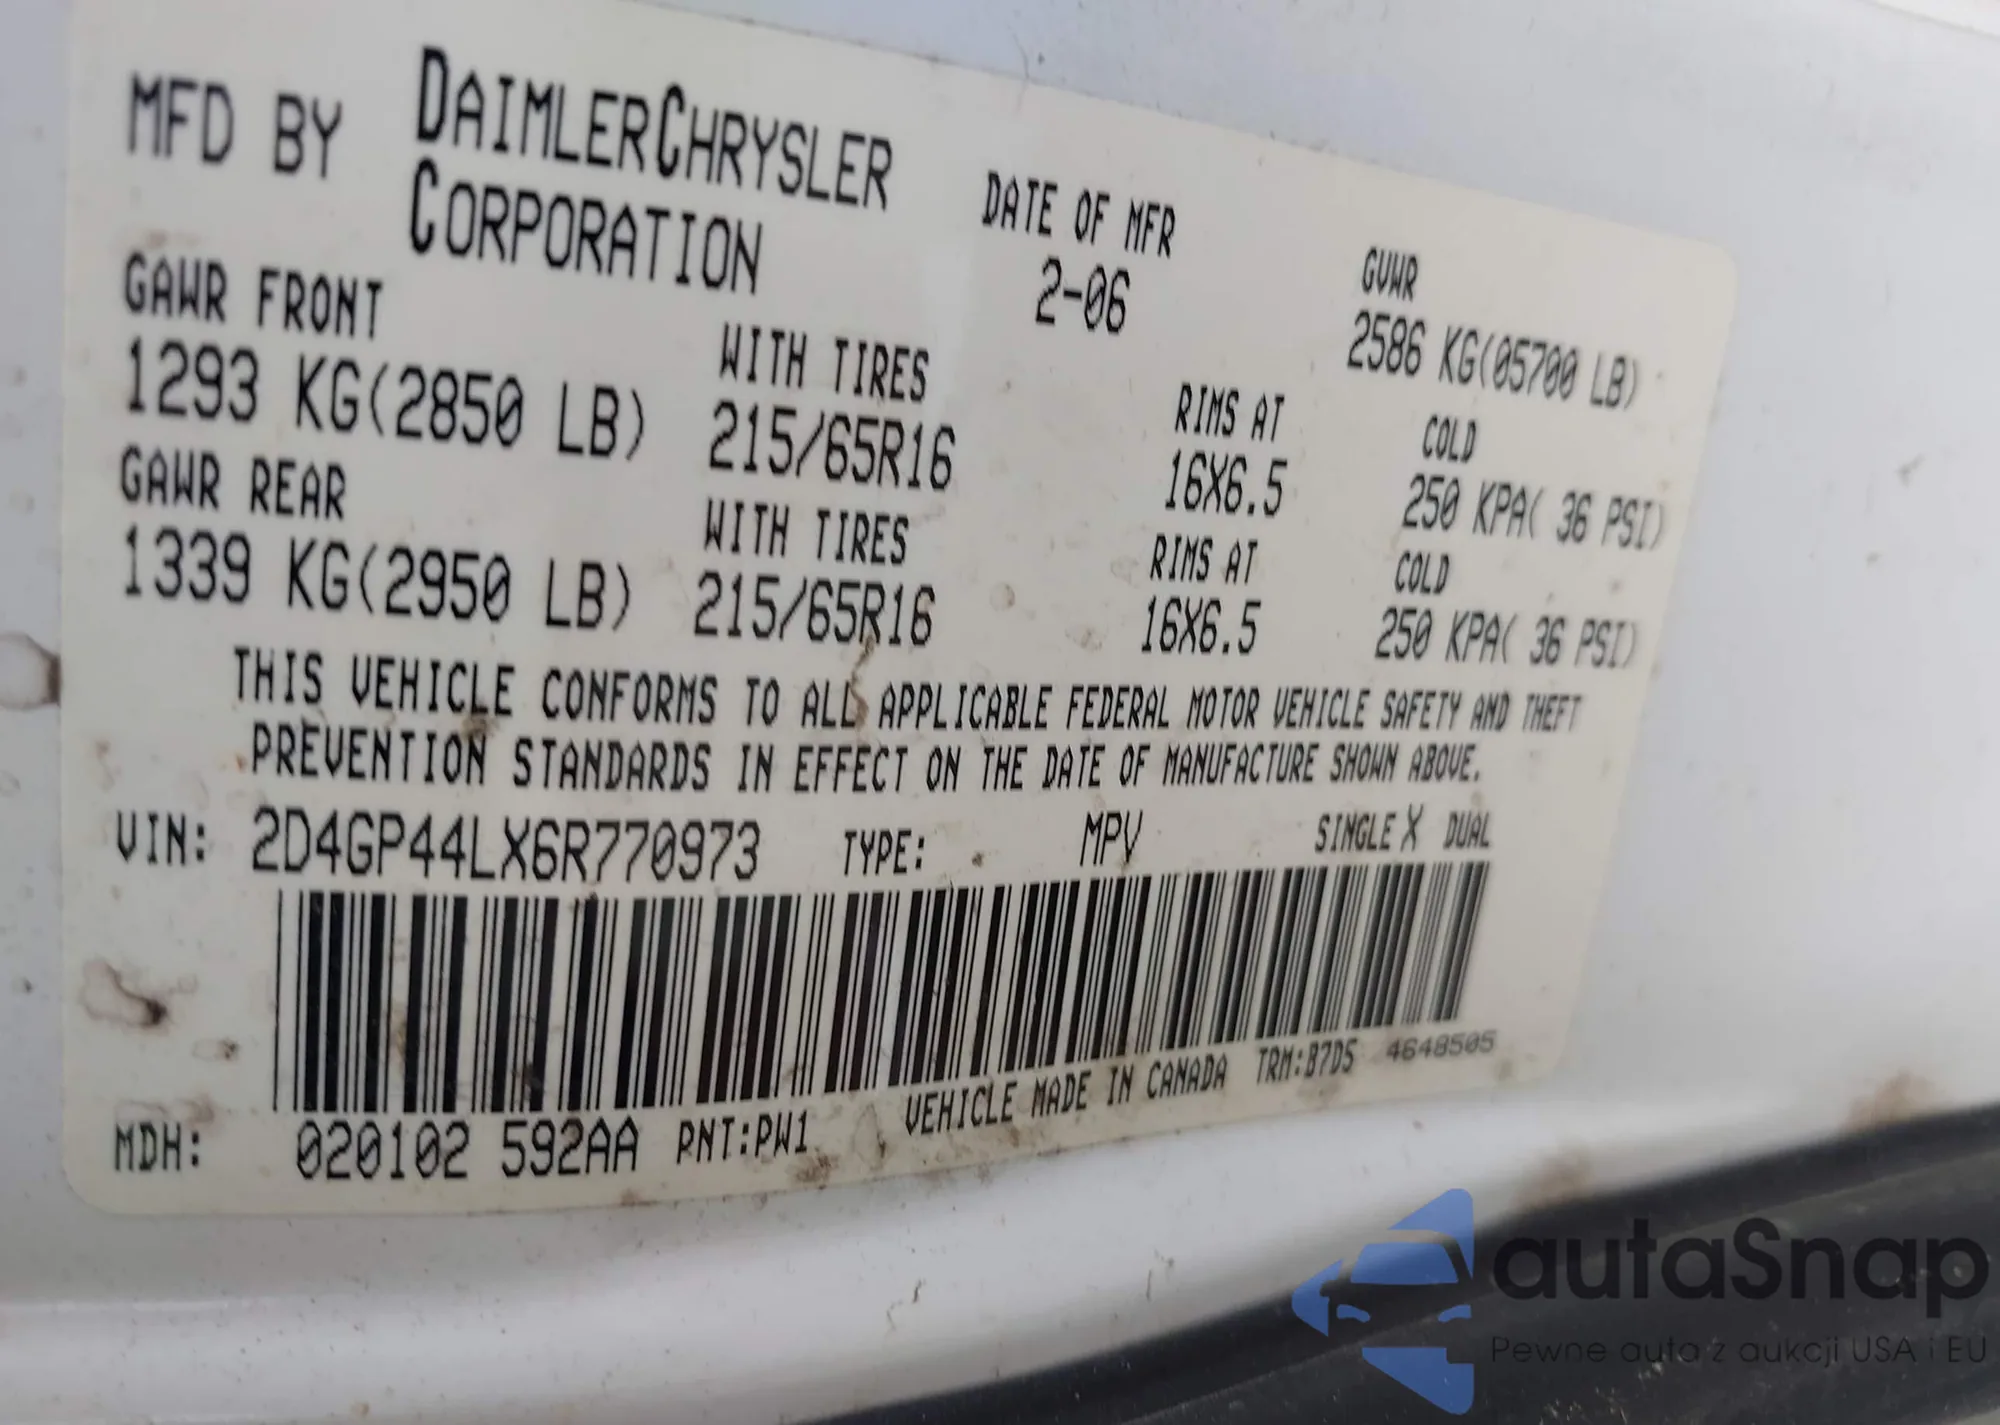 MFD BY DAIMLERCHRYSLER CORPORATION
DATE OF MFR 2-06
GVWR 2586 KG(05700 LB)
GAWR FRONT WITH TIRES RIMS AT COLD
1293 KG(2850 LB) 215/65R16 16X6.5 250 KPA( 36 PSI)
GAWR REAR WITH TIRES RIMS AT COLD
1339 KG(2950 LB) 215/65R16 16X6.5 250 KPA( 36 PSI)
THIS VEHICLE CONFORMS TO ALL APPLICABLE FEDERAL MOTOR VEHICLE SAFETY AND THEFT
PREVENTION STANDARDS IN EFFECT ON THE DATE OF MANUFACTURE SHOWN ABOVE.
VIN: 2D4GP44LX6R770973 TYPE: MPV SINGLE X DUAL
VEHICLE MADE IN CANADA TRM:B7D5 4648505
MDH: 020102 592AA PNT:PW1
autaSnap
Pewne auta z aukcji USA i EU